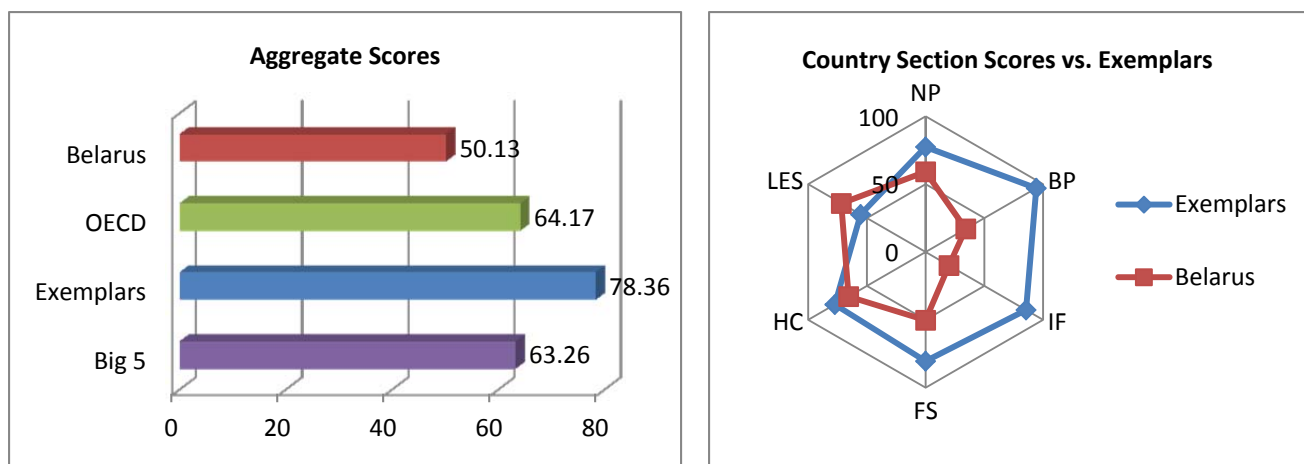 Aggregate Scores
Belarus
50.13
OECD
64.17
Exemplars
78.36
Big 5
63.26
0 20 40 60 80
Country Section Scores vs. Exemplars
NP
100
LES
50
BP
0
HC
IF
FS
Exemplars
Belarus